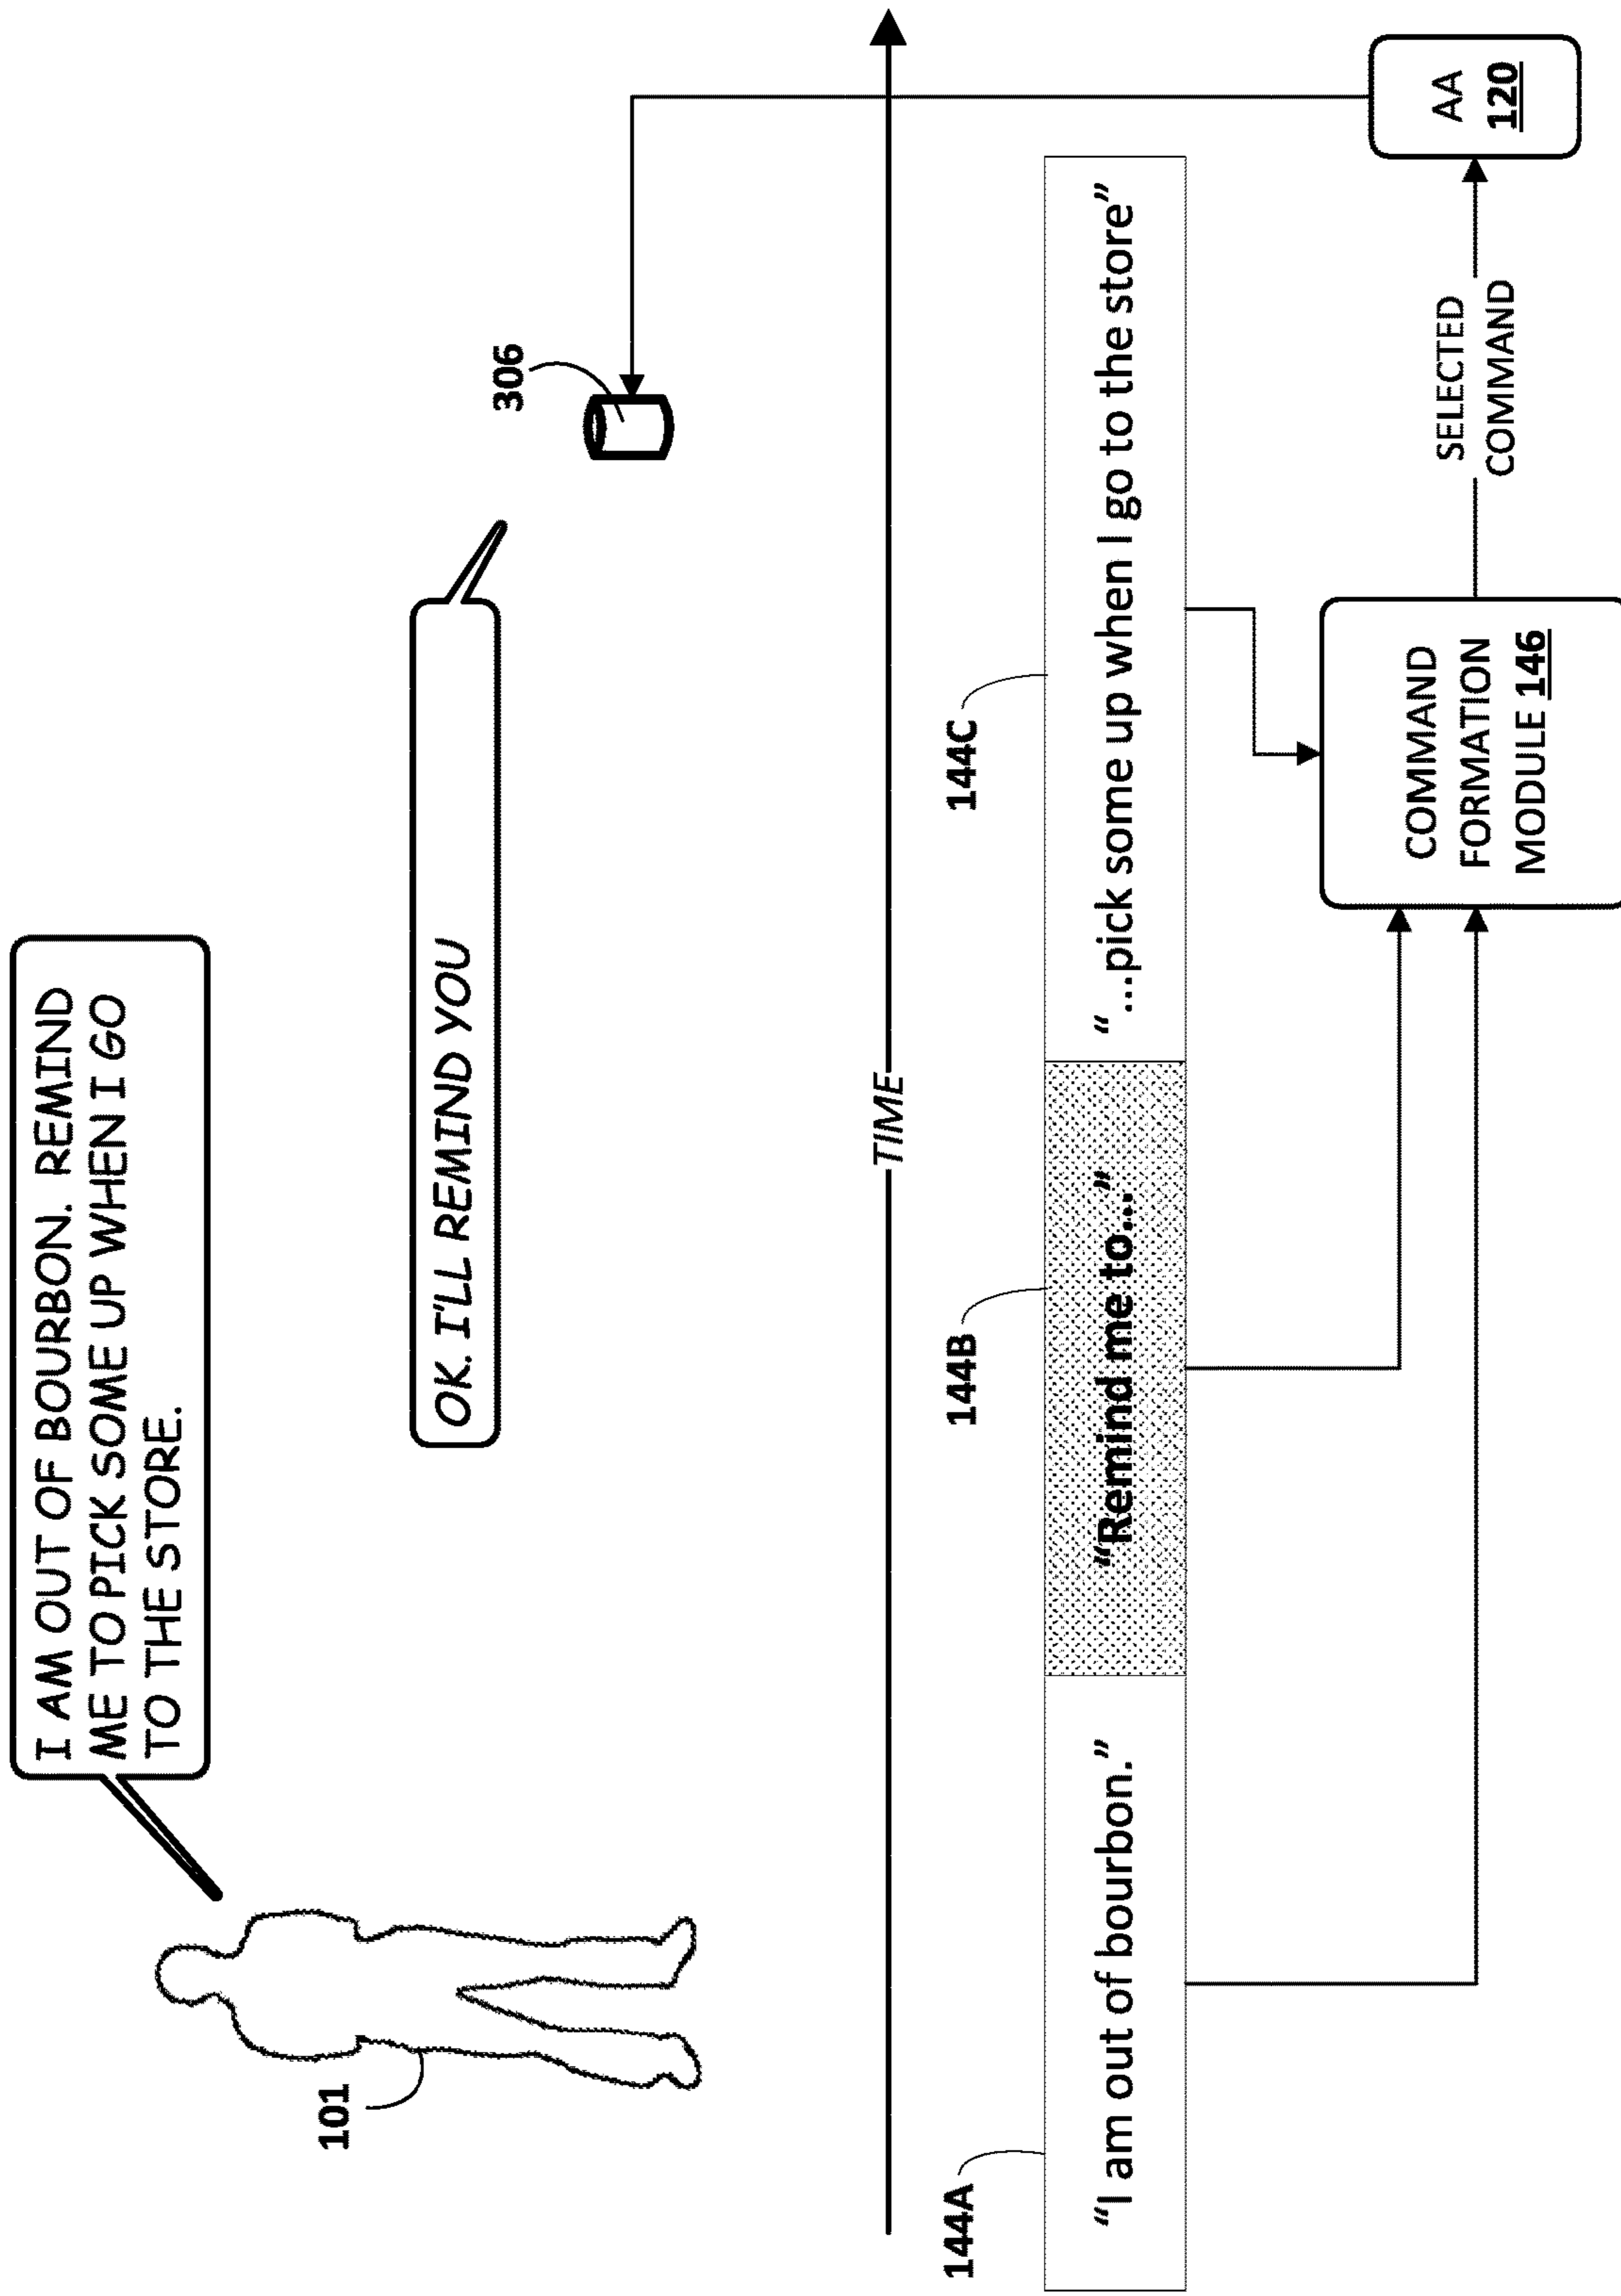 I AM OUT OF BOURBON. REMIND
ME TO PICK SOME UP WHEN I GO
TO THE STORE.
101
OK. I'LL REMIND YOU
306
TIME
144A
144B
144C
“I am out of bourbon.”
“Remind me to...”
“...pick some up when I go to the store”
COMMAND
FORMATION
MODULE 146
SELECTED
COMMAND
AA
120